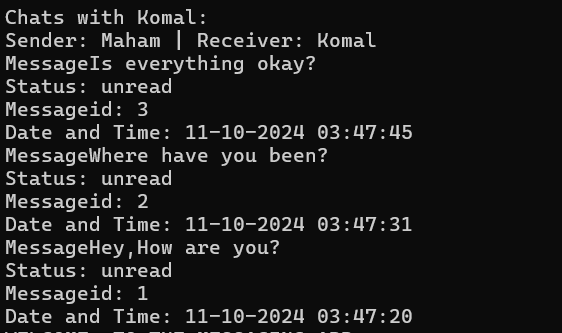 Chats with Komal:
Sender: Maham | Receiver: Komal
MessageIs everything okay?
Status: unread
Messageid: 3
Date and Time: 11-10-2024 03:47:45
MessageWhere have you been?
Status: unread
Messageid: 2
Date and Time: 11-10-2024 03:47:31
MessageHey,How are you?
Status: unread
Messageid: 1
Date and Time: 11-10-2024 03:47:20